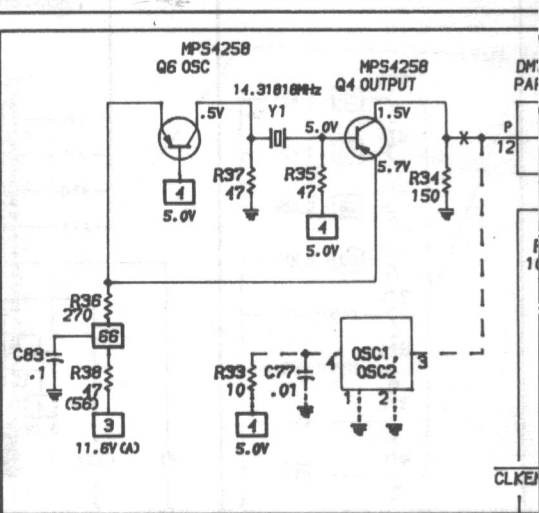 MPS4258
Q6 OSC
MPS4258
Q4 OUTPUT
14.31818MHz
Y1
.5V
5.0V
1.5V
5.7V
P
12
X
R37
47
R35
47
R34
150
4
5.0V
4
5.0V
R36
270
66
C83
.1
R38
47
(56)
3
11.6V(A)
R33
10
4
5.0V
C77
.01
OSC1,
OSC2
4
3
1
2
CLKEN